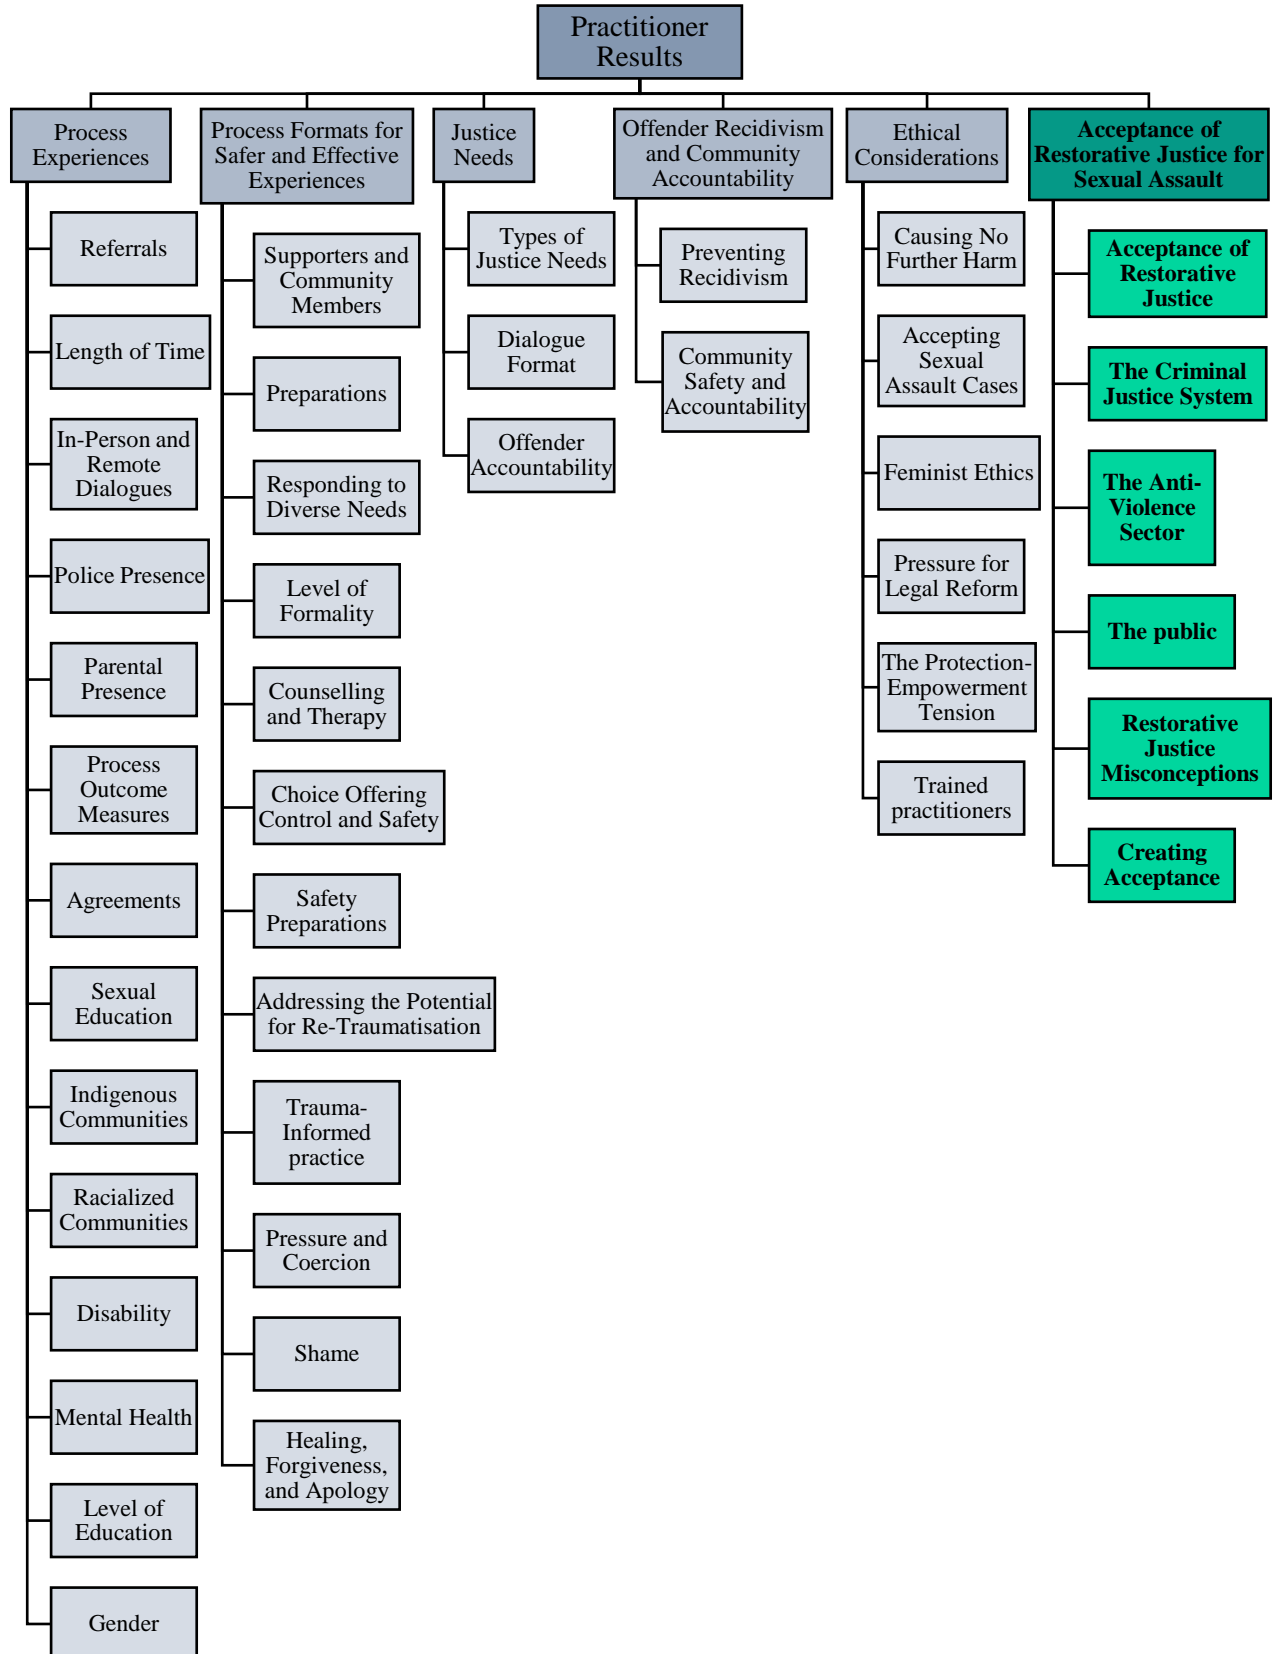 Practitioner
Results
Process
Experiences
Referrals
Length of Time
In-Person and
Remote
Dialogues
Police Presence
Parental
Presence
Process
Outcome
Measures
Agreements
Sexual
Education
Indigenous
Communities
Racialized
Communities
Disability
Mental Health
Level of
Education
Gender
Process Formats for
Safer and Effective
Experiences
Supporters and
Community
Members
Preparations
Responding to
Diverse Needs
Level of
Formality
Counselling
and Therapy
Choice Offering
Control and Safety
Safety
Preparations
Addressing the Potential
for Re-Traumatisation
Trauma-
Informed
practice
Pressure and
Coercion
Shame
Healing,
Forgiveness,
and Apology
Justice
Needs
Types of
Justice Needs
Dialogue
Format
Offender
Accountability
Offender Recidivism
and Community
Accountability
Preventing
Recidivism
Community
Safety and
Accountability
Ethical
Considerations
Causing No
Further Harm
Accepting
Sexual
Assault Cases
Feminist Ethics
Pressure for
Legal Reform
The Protection-
Empowerment
Tension
Trained
practitioners
Acceptance of
Restorative Justice for
Sexual Assault
Acceptance of
Restorative
Justice
The Criminal
Justice System
The Anti-
Violence
Sector
The public
Restorative
Justice
Misconceptions
Creating
Acceptance